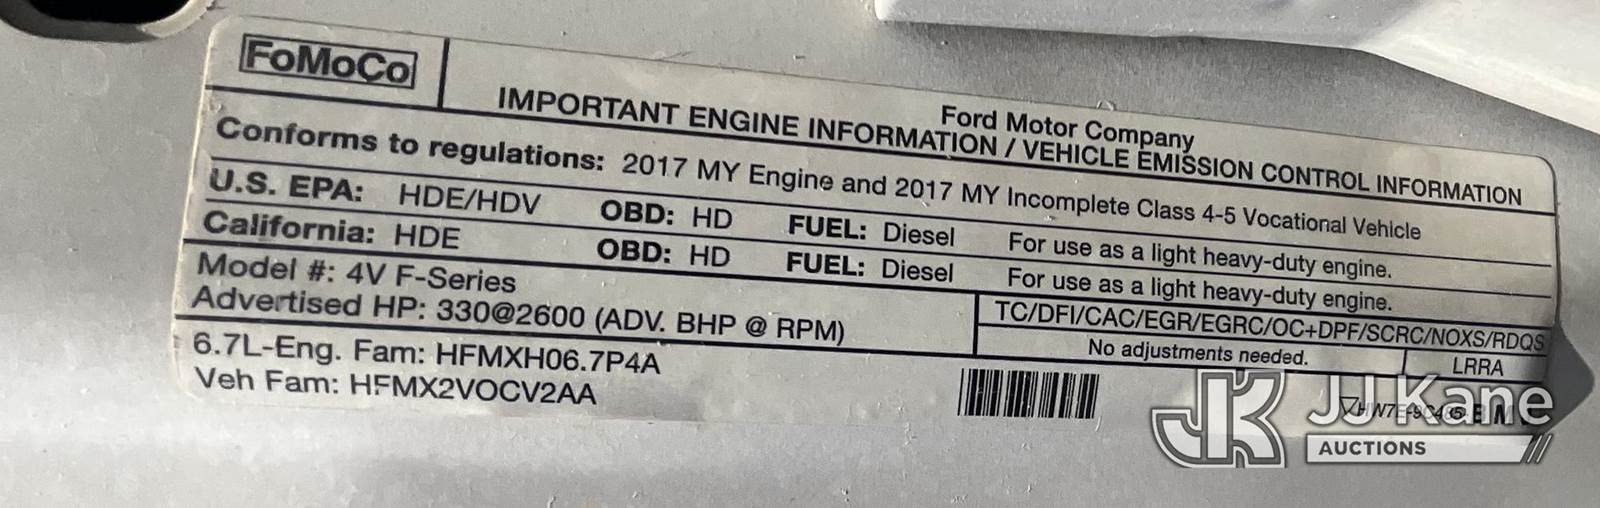 FoMoCo
Ford Motor Company
IMPORTANT ENGINE INFORMATION / VEHICLE EMISSION CONTROL INFORMATION
Conforms to regulations: 2017 MY Engine and 2017 MY Incomplete Class 4-5 Vocational Vehicle
U.S. EPA: HDE/HDV OBD: HD FUEL: Diesel For use as a light heavy-duty engine.
California: HDE OBD: HD FUEL: Diesel For use as a light heavy-duty engine.
Model #: 4V F-Series
Advertised HP: 330@2600 (ADV. BHP @ RPM)
TC/DFI/CAC/EGR/EGRC/OC+DPF/SCRC/NOXS/RDQS
No adjustments needed. LRRA
6.7L-Eng. Fam: HFMXH06.7P4A
Veh Fam: HFMX2VOCV2AA
JK JJ Kane
AUCTIONS